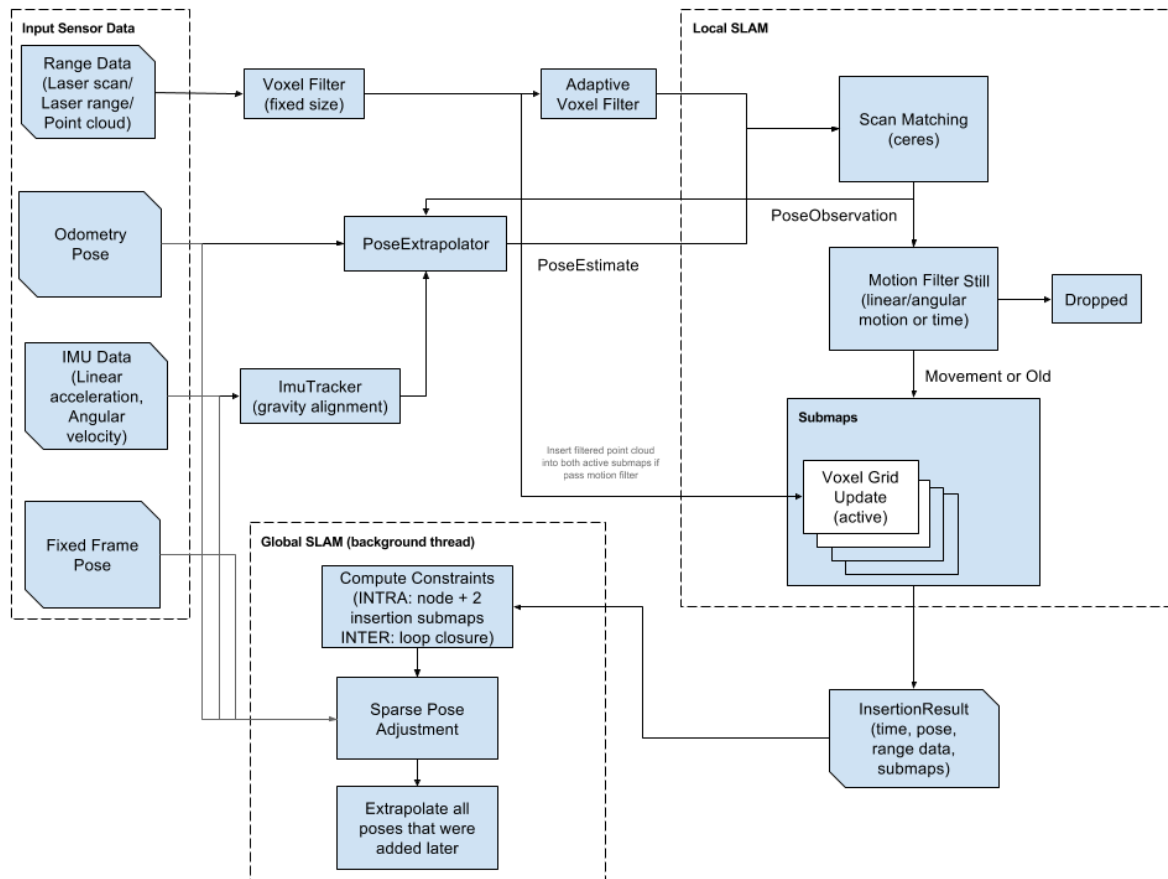 Input Sensor Data
Range Data
(Laser scan/
Laser range/
Point cloud)
Voxel Filter
(fixed size)
Adaptive
Voxel Filter
Local SLAM
Scan Matching
(ceres)
Odometry
Pose
PoseExtrapolator
PoseObservation
PoseEstimate
Motion Filter
(linear/angular
motion or time)
Still
Dropped
Movement or Old
IMU Data
(Linear
acceleration,
Angular
velocity)
ImuTracker
(gravity alignment)
Insert filtered point cloud
into both active submaps if
pass motion filter
Submaps
Voxel Grid
Update
(active)
Fixed Frame
Pose
Global SLAM (background thread)
Compute Constraints
(INTRA: node + 2
insertion submaps
INTER: loop closure)
Sparse Pose
Adjustment
Extrapolate all
poses that were
added later
InsertionResult
(time, pose,
range data,
submaps)